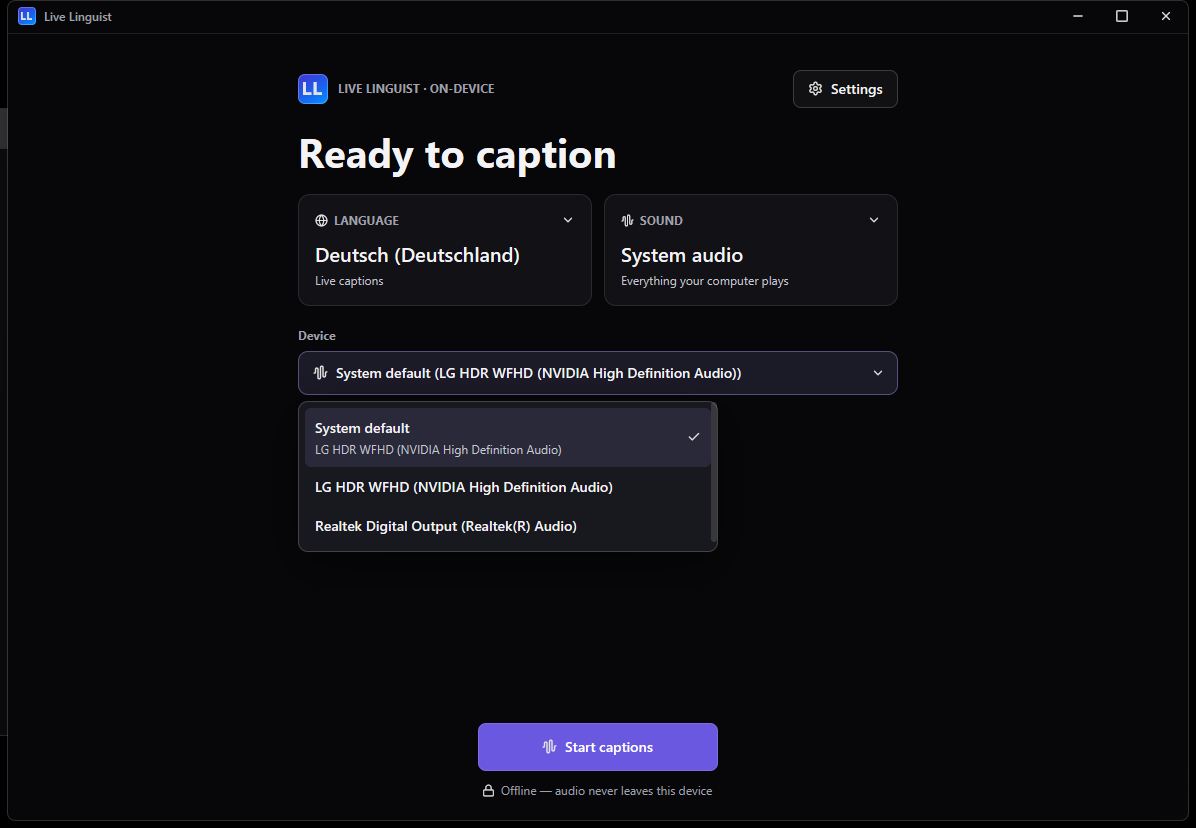 LL Live Linguist
LL LIVE LINGUIST · ON-DEVICE
Settings
Ready to caption
LANGUAGE
Deutsch (Deutschland)
Live captions
SOUND
System audio
Everything your computer plays
Device
System default (LG HDR WFHD (NVIDIA High Definition Audio))
System default
LG HDR WFHD (NVIDIA High Definition Audio)
LG HDR WFHD (NVIDIA High Definition Audio)
Realtek Digital Output (Realtek(R) Audio)
Start captions
Offline — audio never leaves this device